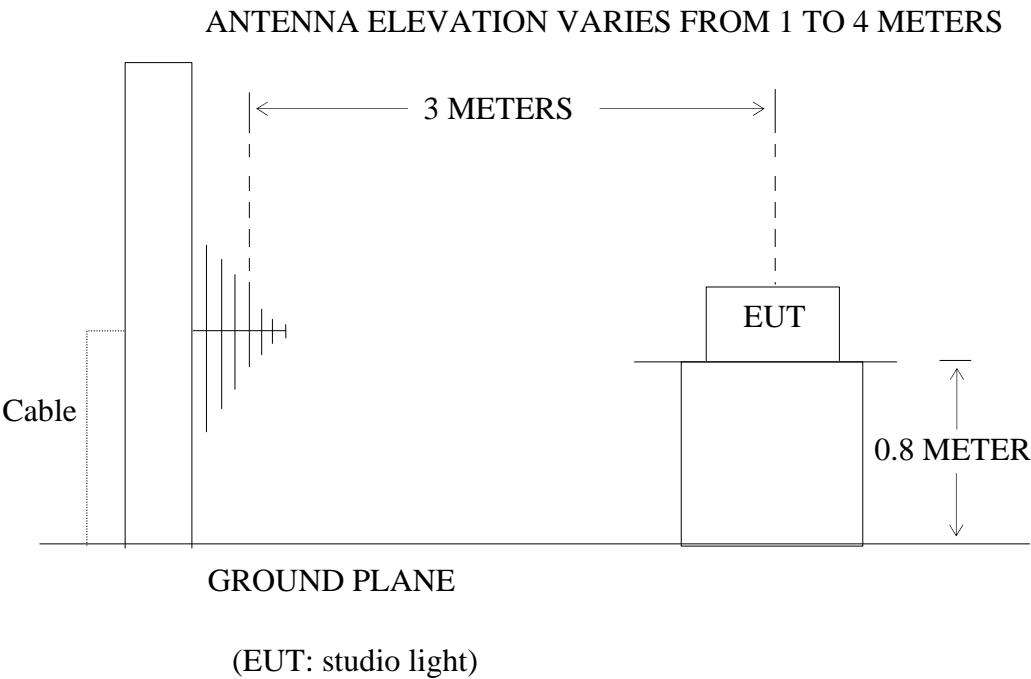 ANTENNA ELEVATION VARIES FROM 1 TO 4 METERS
3 METERS
EUT
Cable
0.8 METER
GROUND PLANE
(EUT: studio light)